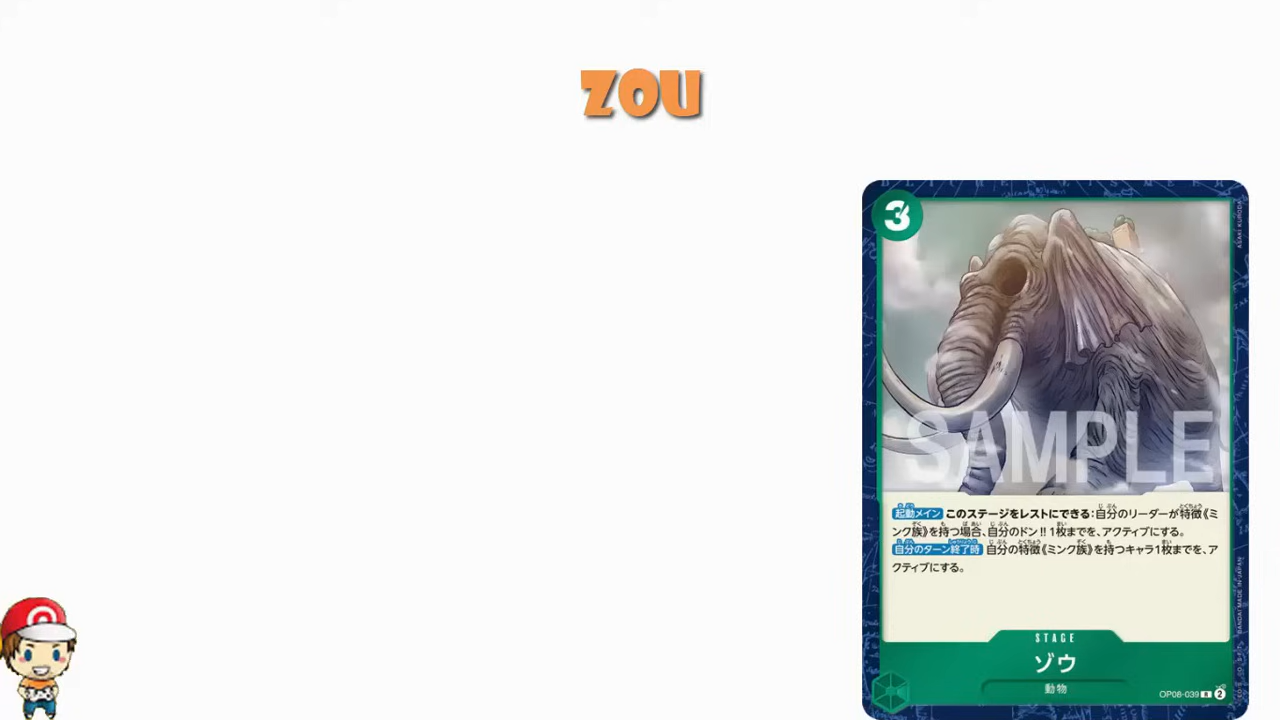 ZOU
3
SAMPLE
起動メイン このステージをレストにできる：自分のリーダーが特徴《ミ
ンク族》を持つ場合、自分のドン!!1枚までを、アクティブにする。
自分のターン終了時 自分の特徴《ミンク族》を持つキャラ1枚までを、ア
クティブにする。
STAGE
ゾウ
動物
OP08-039 R 2